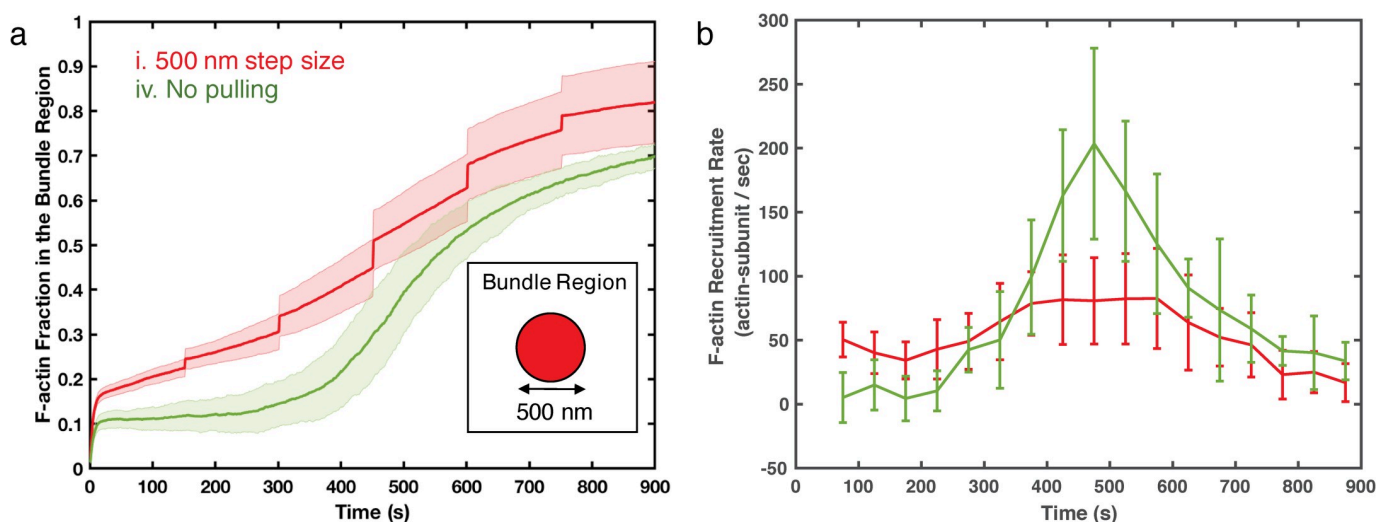 a
i. 500 nm step size
iv. No pulling
F-actin Fraction in the Bundle Region
1
0.9
0.8
0.7
0.6
0.5
0.4
0.3
0.2
0.1
0
0 100 200 300 400 500 600 700 800 900
Time (s)
Bundle Region
500 nm
b
F-actin Recruitment Rate
(actin-subunit / sec)
300
250
200
150
100
50
0
-50
0 100 200 300 400 500 600 700 800 900
Time (s)